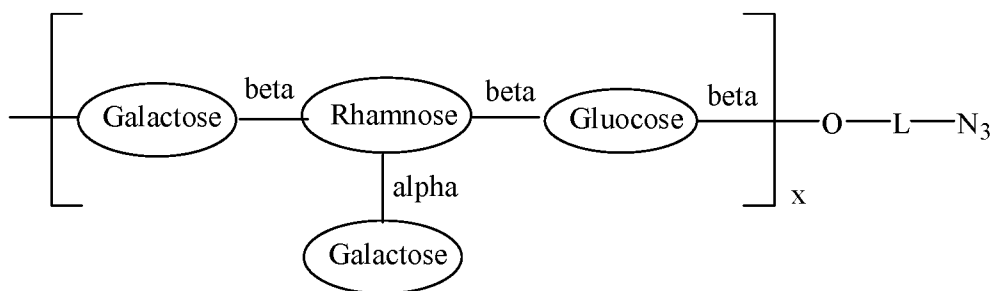 beta beta beta
Galactose Rhamnose Gluocose O L N3
alpha x
Galactose